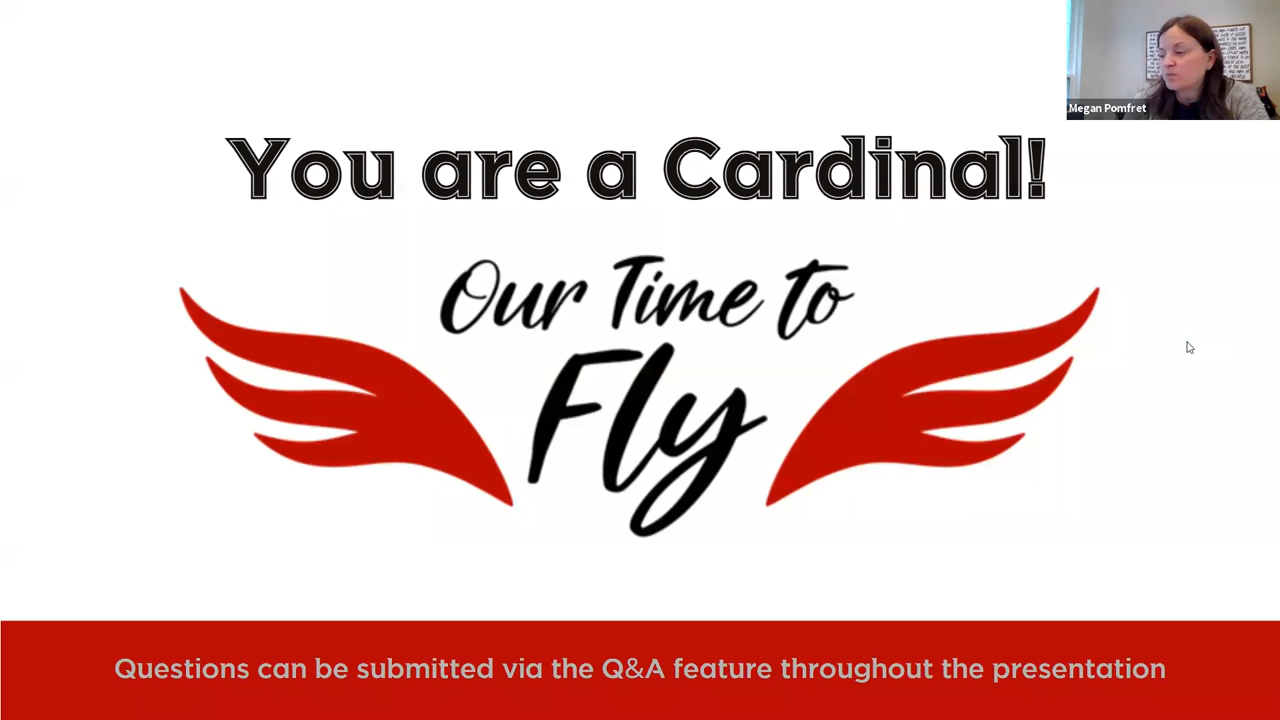 Megan Pomfret
You are a Cardinal!
Our Time to
Fly
Questions can be submitted via the Q&A feature throughout the presentation